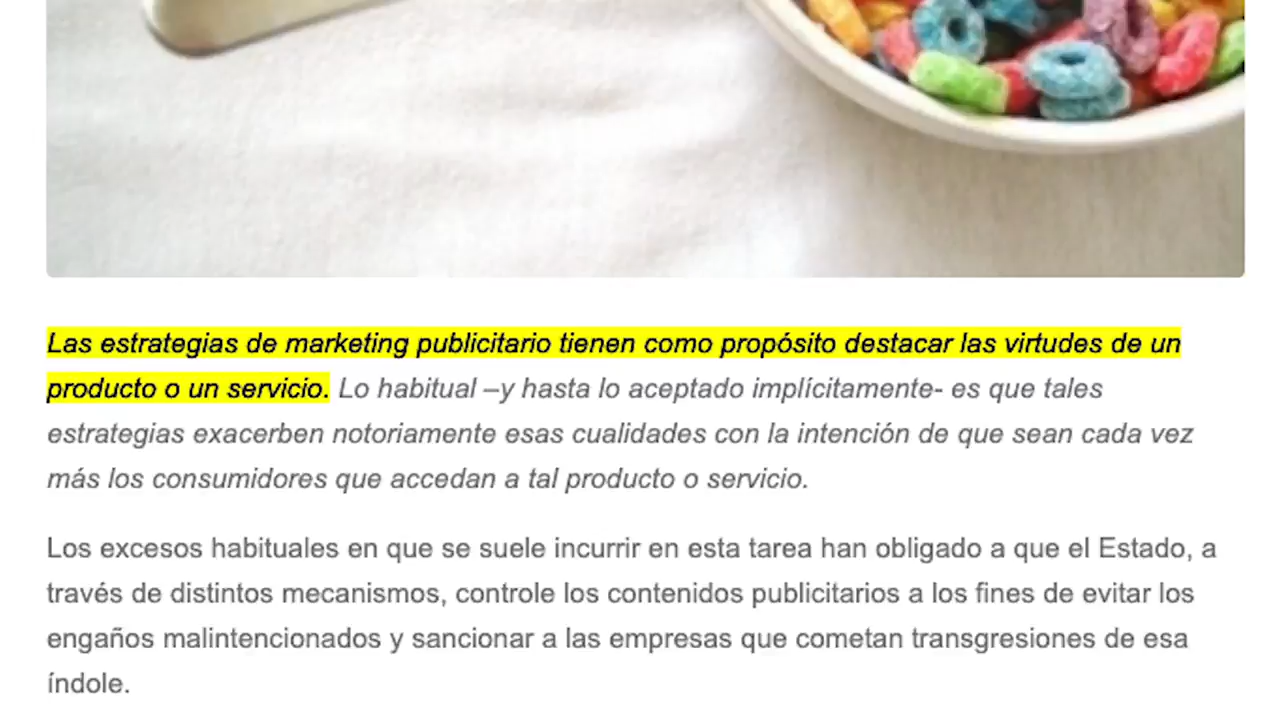 Las estrategias de marketing publicitario tienen como propósito destacar las virtudes de un
producto o un servicio. Lo habitual –y hasta lo aceptado implícitamente- es que tales
estrategias exacerben notoriamente esas cualidades con la intención de que sean cada vez
más los consumidores que accedan a tal producto o servicio.
Los excesos habituales en que se suele incurrir en esta tarea han obligado a que el Estado, a
través de distintos mecanismos, controle los contenidos publicitarios a los fines de evitar los
engaños malintencionados y sancionar a las empresas que cometan transgresiones de esa
índole.